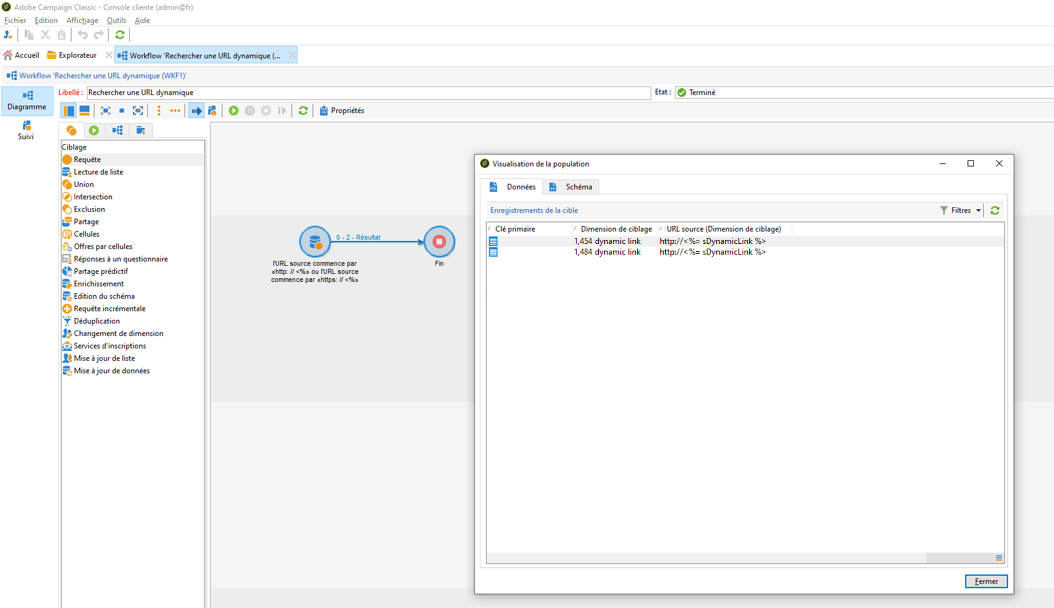 Adobe Campaign Classic - Console cliente (admin@fr)
Fichier Edition Affichage Outils Aide
Accueil Explorateur Workflow 'Rechercher une URL dynamique (...
Workflow 'Rechercher une URL dynamique (WKF1)'
Diagramme
Suivi
Libellé : Rechercher une URL dynamique Etat : Terminé
Propriétés
Ciblage
Requête
Lecture de liste
Union
Intersection
Exclusion
Partage
Cellules
Offres par cellules
Réponses à un questionnaire
Partage prédictif
Enrichissement
Edition du schéma
Requête incrémentale
Déduplication
Changement de dimension
Services d'inscriptions
Mise à jour de liste
Mise à jour de données
0 - 2 - Résultat
l'URL source commence par
«http: // <%» ou l'URL source
commence par «https: // <%»
Fin
Visualisation de la population
Données Schéma
Enregistrements de la cible Filtres
Clé primaire Dimension de ciblage URL source (Dimension de ciblage)
1,454 dynamic link http://<%= sDynamicLink %>
1,484 dynamic link http://<%= sDynamicLink %>
Fermer